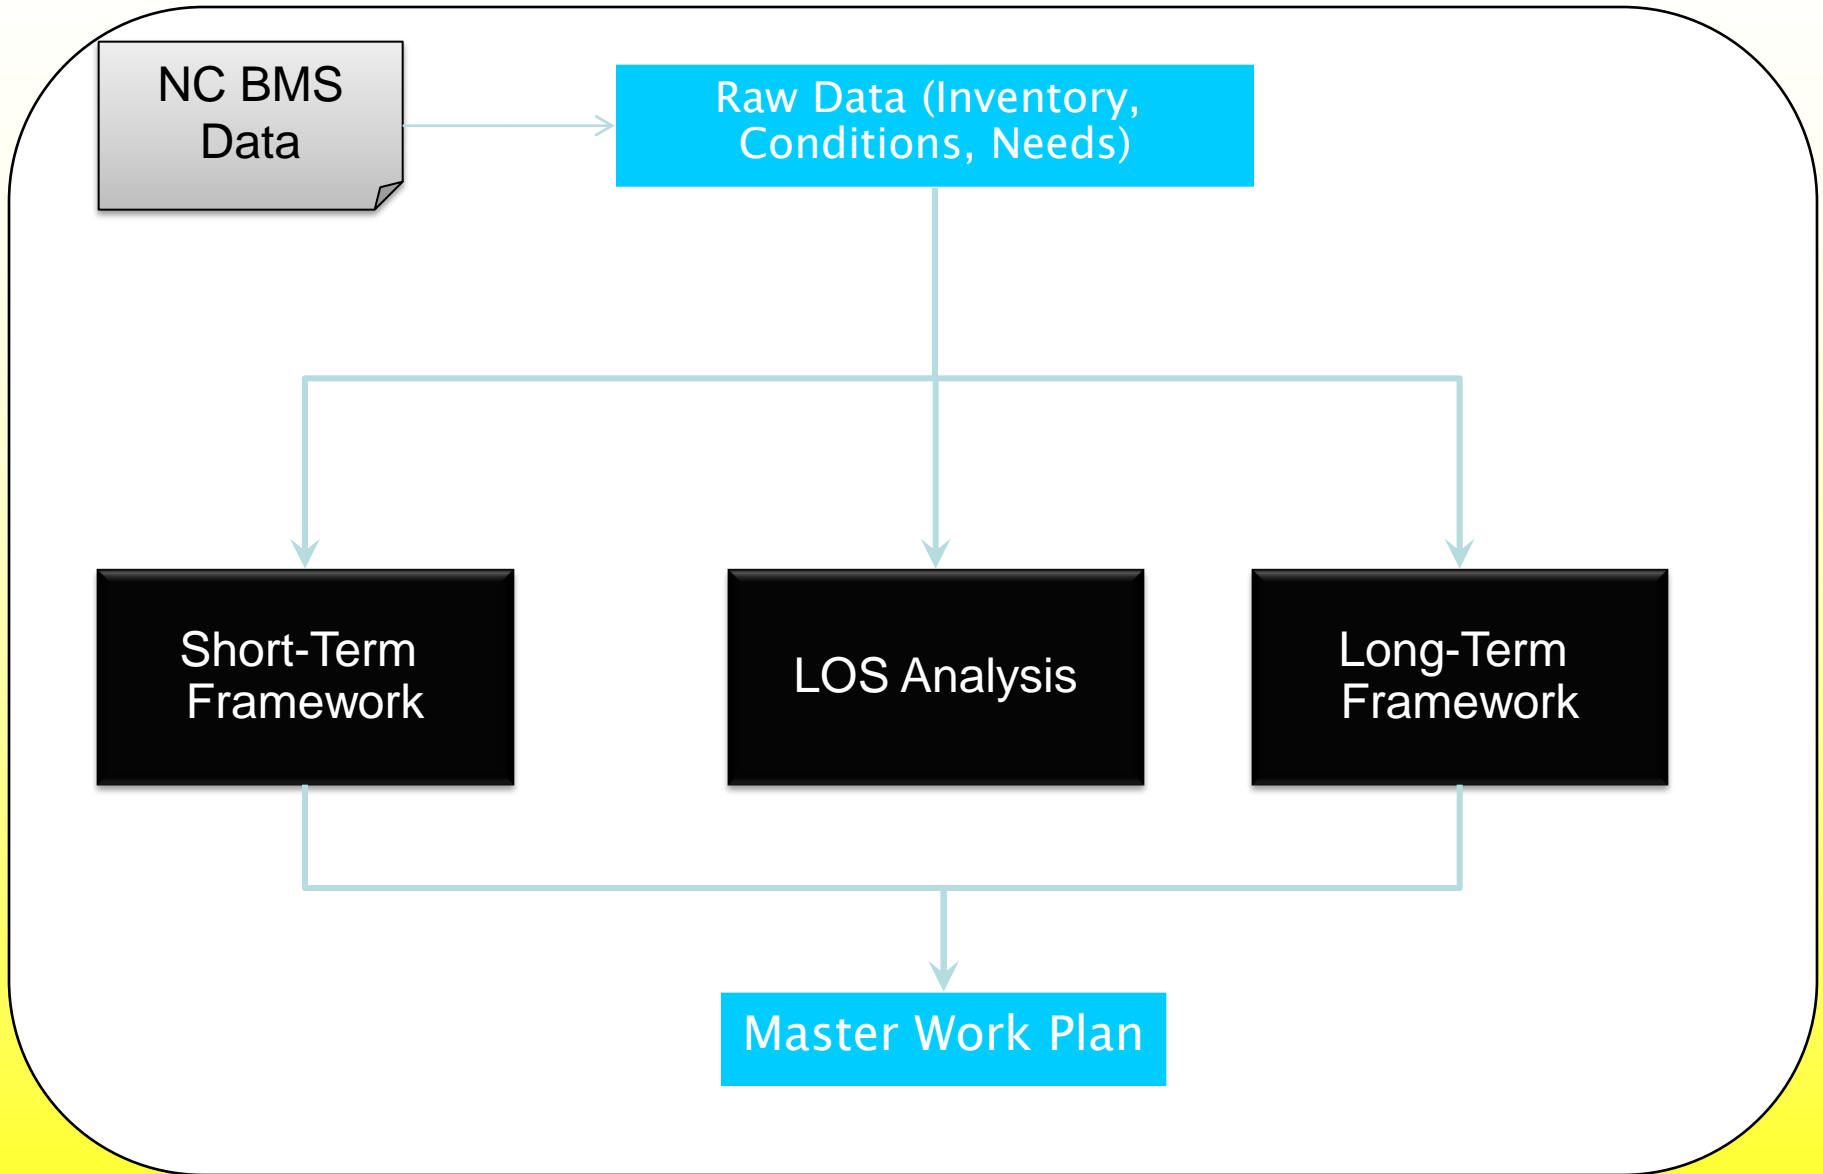 NC BMS
Data
Raw Data (Inventory,
Conditions, Needs)
Short-Term
Framework
LOS Analysis
Long-Term
Framework
Master Work Plan